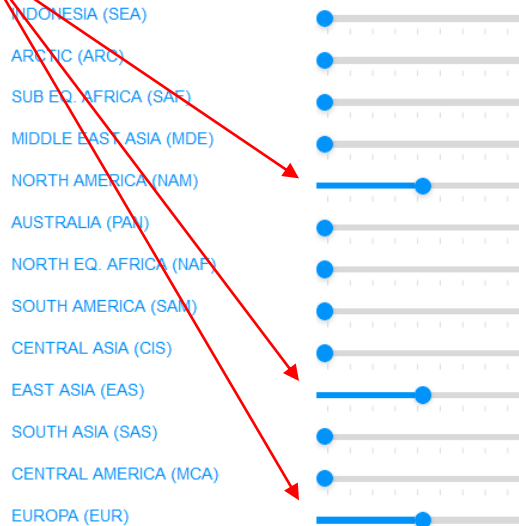 INDONESIA (SEA)
ARCTIC (ARC)
SUB EQ. AFRICA (SAF)
MIDDLE EAST ASIA (MDE)
NORTH AMERICA (NAM)
AUSTRALIA (PAN)
NORTH EQ. AFRICA (NAF)
SOUTH AMERICA (SAM)
CENTRAL ASIA (CIS)
EAST ASIA (EAS)
SOUTH ASIA (SAS)
CENTRAL AMERICA (MCA)
EUROPA (EUR)